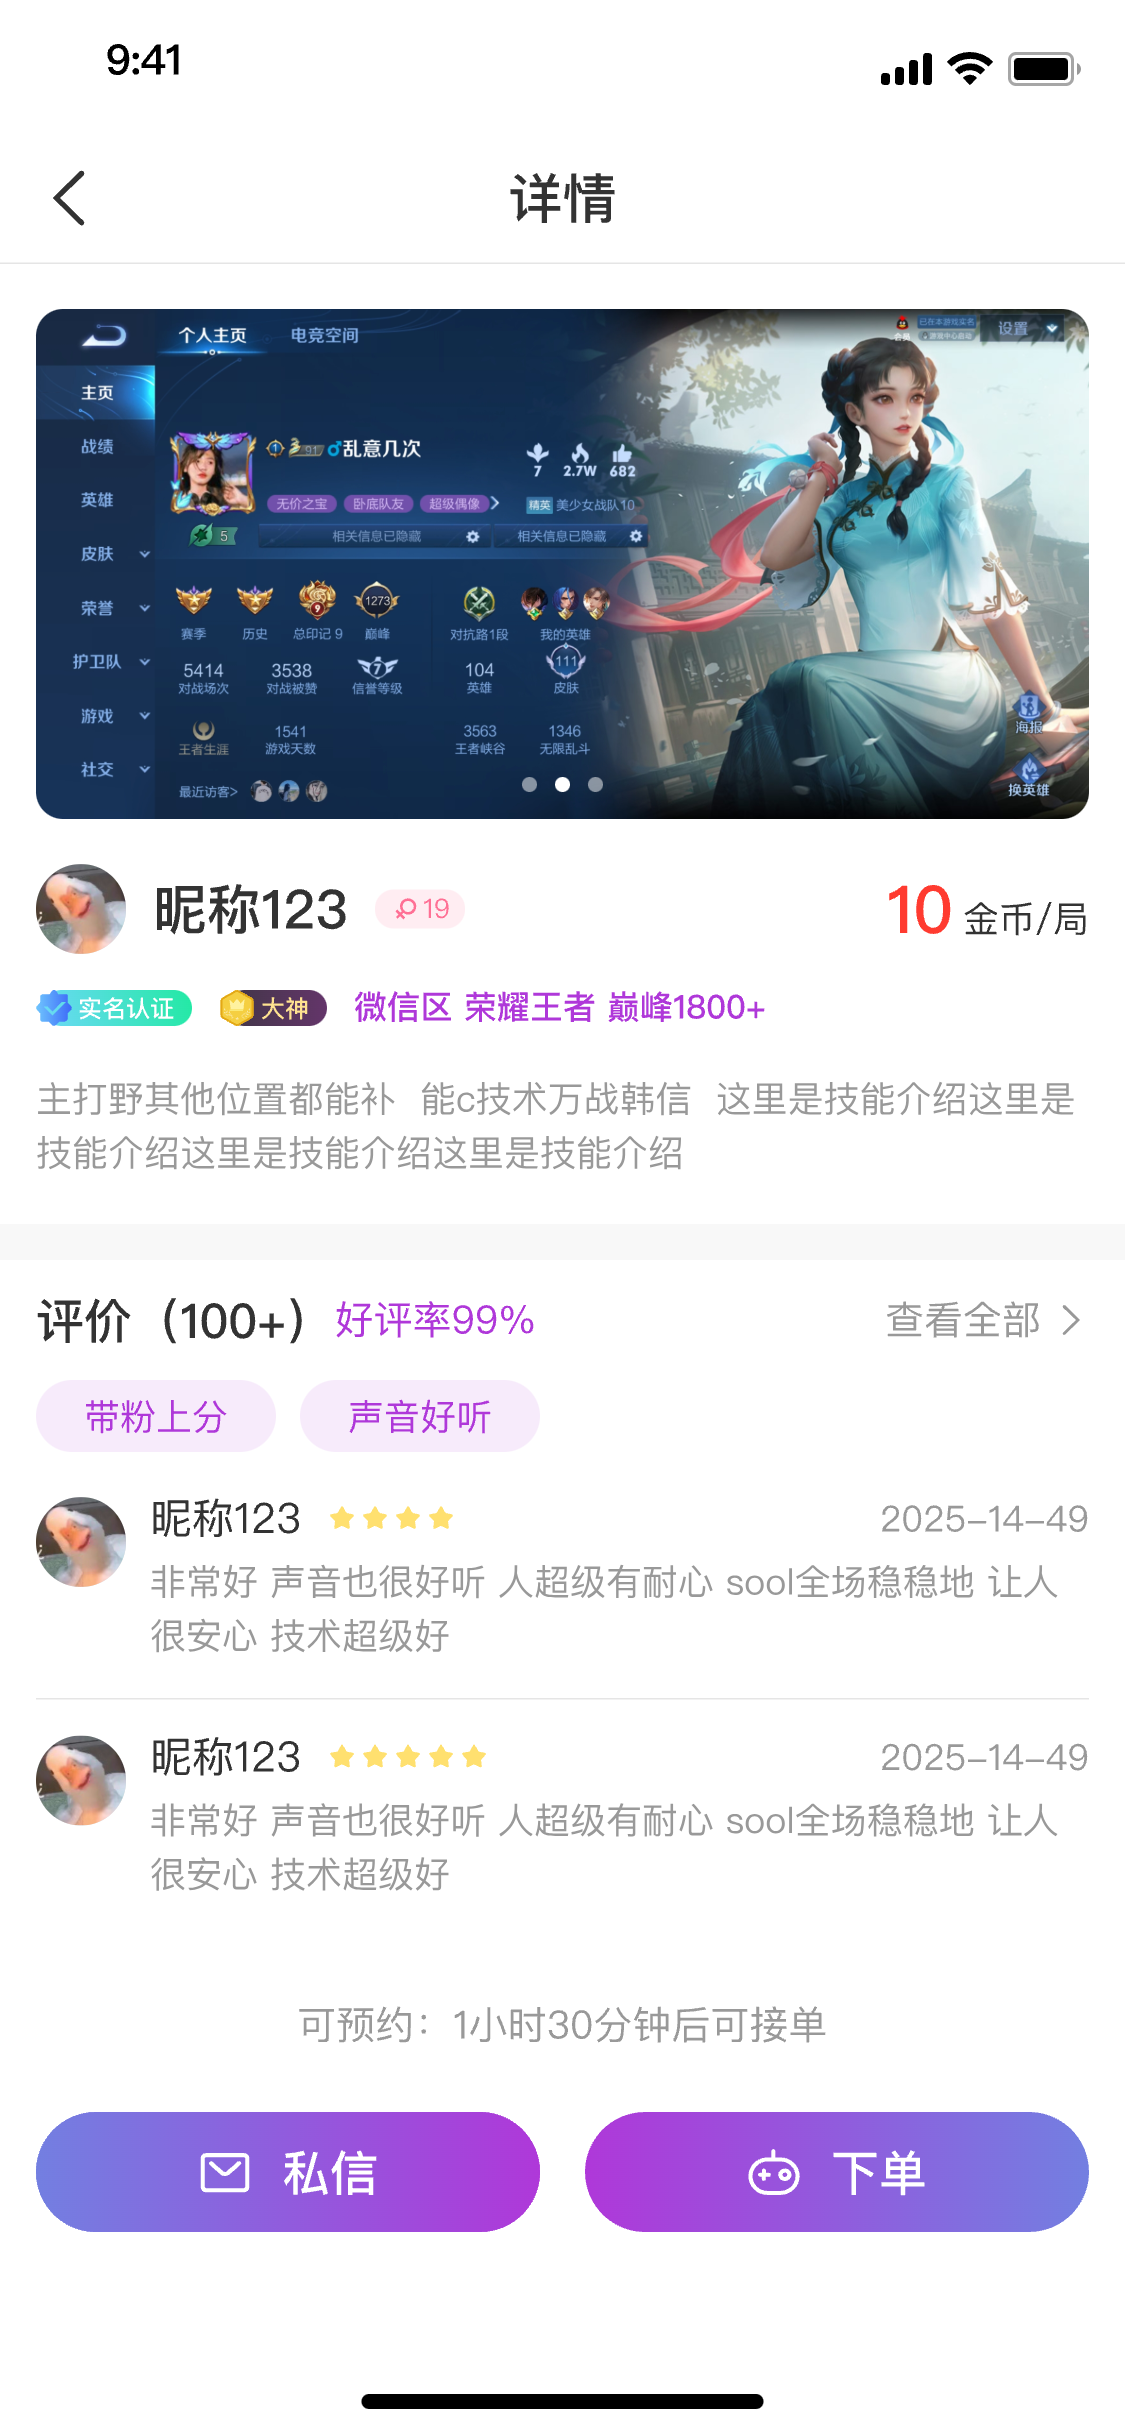 9:41
详情
个人主页 电竞空间
设置
主页
战绩
英雄
皮肤
荣誉
护卫队
游戏
社交
91 乱意几次
7 2.7W 682
无价之宝 卧底队友 超级偶像
精英 美少女战队10
5 相关信息已隐藏 相关信息已隐藏
1273
9
赛季 历史 总印记 9 巅峰 对抗路1段 我的英雄
5414 3538 7 104 111
对战场次 对战被赞 信誉等级 英雄 皮肤
1541 3563 1346
王者生涯 游戏天数 王者峡谷 无限乱斗
最近访客>
海报
换英雄
昵称123 19 10 金币/局
实名认证 大神 微信区 荣耀王者 巅峰1800+
主打野其他位置都能补 能c技术万战韩信 这里是技能介绍这里是
技能介绍这里是技能介绍这里是技能介绍
评价（100+） 好评率99% 查看全部
带粉上分 声音好听
昵称123 2025-14-49
非常好 声音也很好听 人超级有耐心 sool全场稳稳地 让人
很安心 技术超级好
昵称123 2025-14-49
非常好 声音也很好听 人超级有耐心 sool全场稳稳地 让人
很安心 技术超级好
可预约：1小时30分钟后可接单
私信 下单